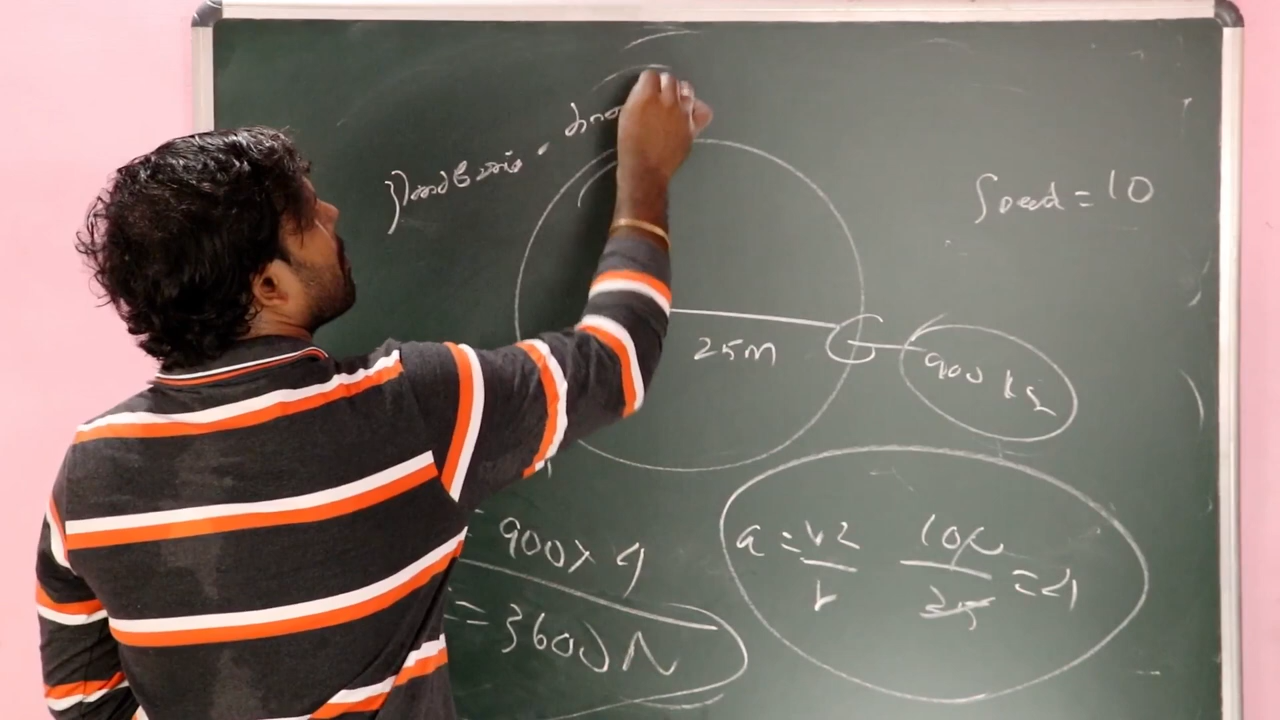 Speed = 10
25m
900 kg
= 900 × 4
= 3600 N
a = v2/r 100/25 = 4